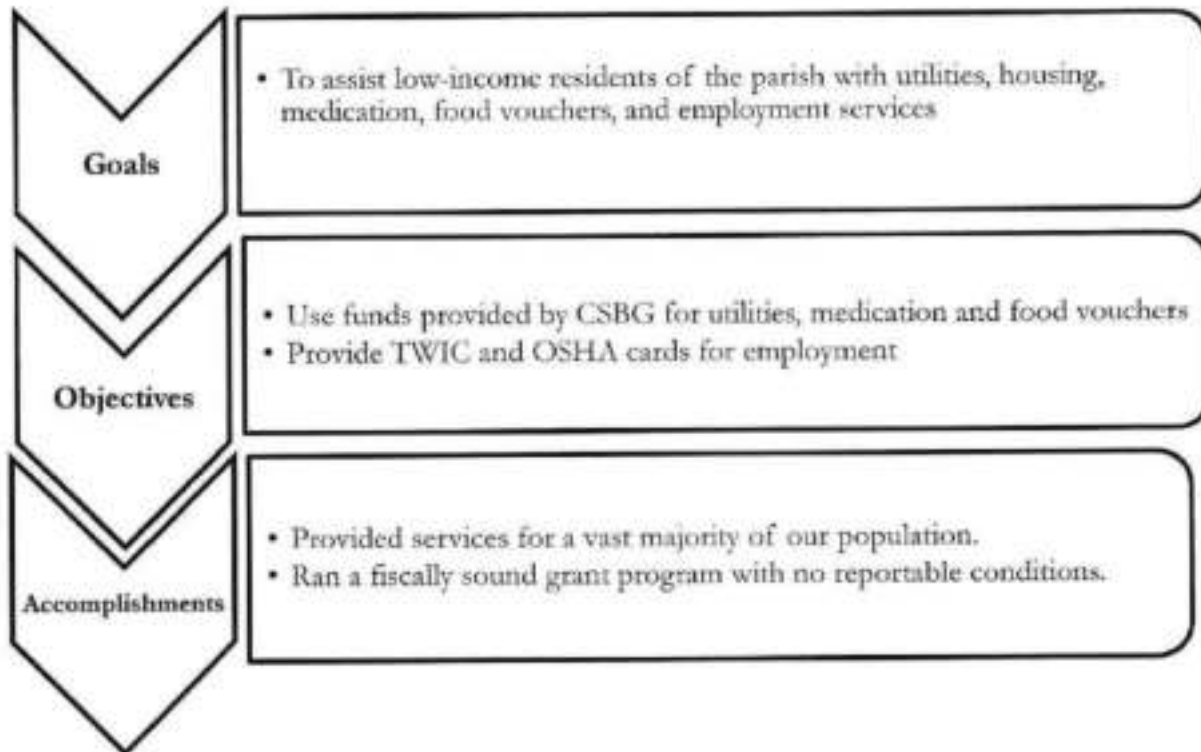 Goals
• To assist low-income residents of the parish with utilities, housing,
medication, food vouchers, and employment services
Objectives
• Use funds provided by CSBG for utilities, medication and food vouchers
• Provide TWIC and OSHA cards for employment
Accomplishments
• Provided services for a vast majority of our population.
• Ran a fiscally sound grant program with no reportable conditions.